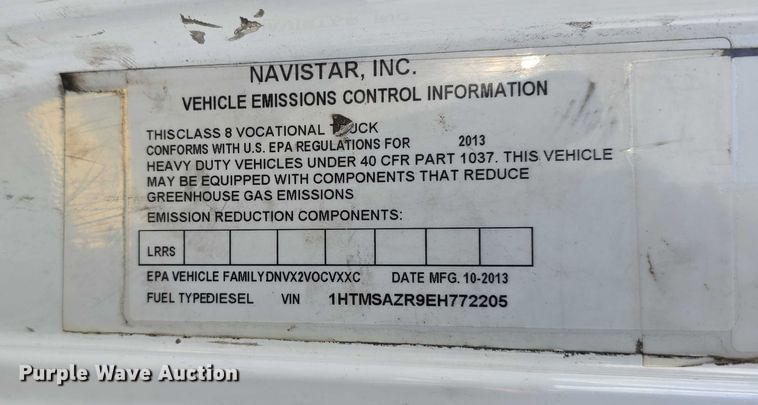 NAVISTAR, INC.
VEHICLE EMISSIONS CONTROL INFORMATION
THISCLASS 8 VOCATIONAL T UCK
CONFORMS WITH U.S. EPA REGULATIONS FOR 2013
HEAVY DUTY VEHICLES UNDER 40 CFR PART 1037. THIS VEHICLE
MAY BE EQUIPPED WITH COMPONENTS THAT REDUCE
GREENHOUSE GAS EMISSIONS
EMISSION REDUCTION COMPONENTS:
LRRS
EPA VEHICLE FAMILYDNVX2VOCVXXC DATE MFG. 10-2013
FUEL TYPEDIESEL VIN 1HTMSAZR9EH772205
Purple Wave Auction